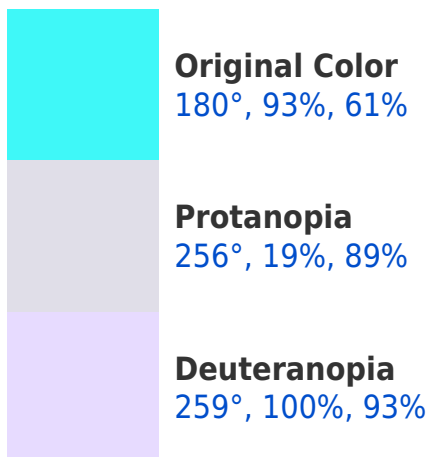 Original Color
180°, 93%, 61%
Protanopia
256°, 19%, 89%
Deuteranopia
259°, 100%, 93%